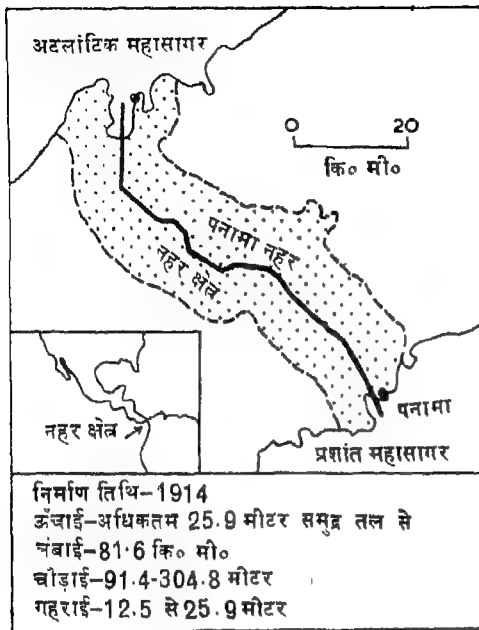 अटलांटिक महासागर
0 20
कि० मी०
पनामा नहर
नहर क्षेत्र
नहर क्षेत्र
पनामा
प्रशांत महासागर
निर्माण तिथि-1914
ऊँचाई-अधिकतम 25.9 मीटर समुद्र तल से
लंबाई-81.6 कि० मी०
चौड़ाई-91.4-304.8 मीटर
गहराई-12.5 से 25.9 मीटर